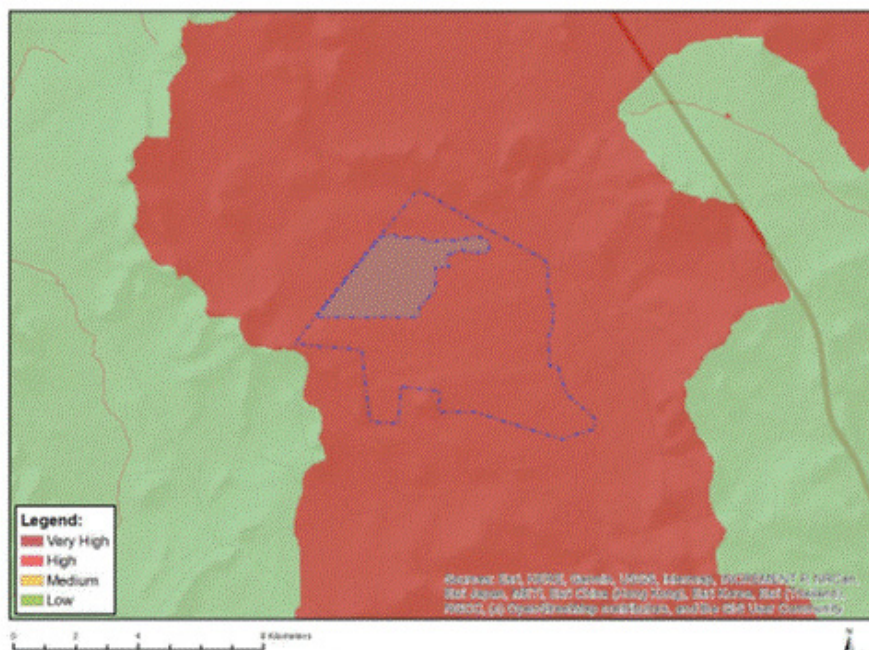 Legend:
Very High
High
Medium
Low
Sources: Esri, HERE, Garmin, USGS, Intermap, INCREMENT P, NRCan,
Esri Japan, METI, Esri China (Hong Kong), Esri Korea, Esri (Thailand),
NGCC, (c) OpenStreetMap contributors, and the GIS User Community
0 2 4 8 Kilometers
N